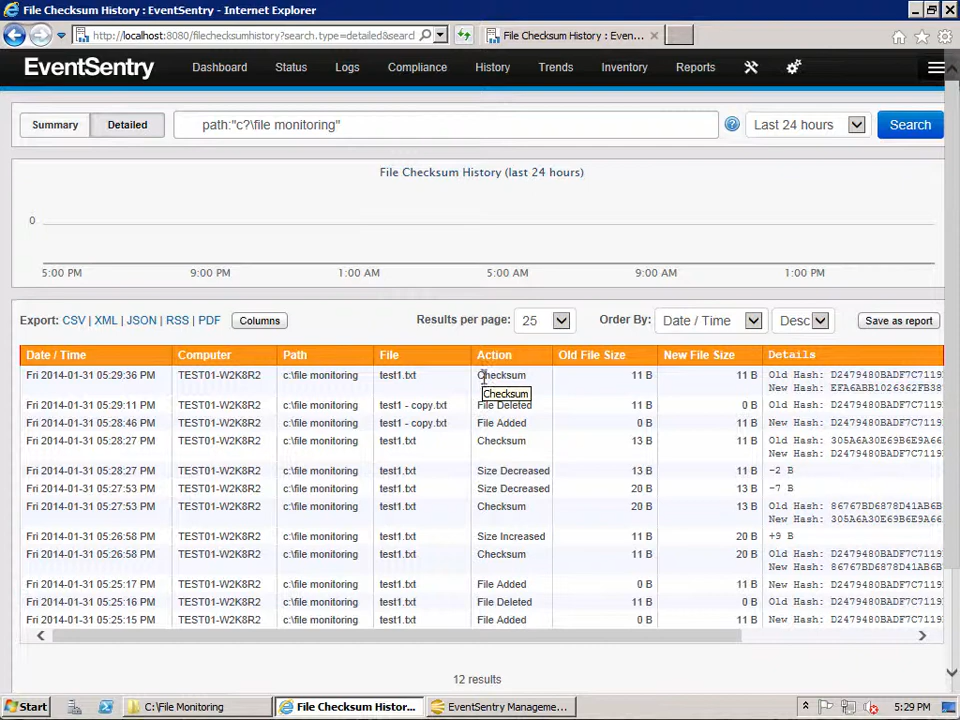 File Checksum History : EventSentry - Internet Explorer
http://localhost:8080/filechecksumhistory?search.type=detailed&searcl
File Checksum History : Even...
EventSentry Dashboard Status Logs Compliance History Trends Inventory Reports
Summary Detailed path:"c?\file monitoring" Last 24 hours Search
File Checksum History (last 24 hours)
0
5:00 PM 9:00 PM 1:00 AM 5:00 AM 9:00 AM 1:00 PM
Export: CSV | XML | JSON | RSS | PDF Columns Results per page: 25 Order By: Date / Time Desc Save as report
Date / Time Computer Path File Action Old File Size New File Size Details
Fri 2014-01-31 05:29:36 PM TEST01-W2K8R2 c:\file monitoring test1.txt Checksum 11 B 11 B Old Hash: D2479480BADF7C7119
New Hash: EFA6ABB1026362FB38
Checksum
Fri 2014-01-31 05:29:11 PM TEST01-W2K8R2 c:\file monitoring test1 - copy.txt File Deleted 11 B 0 B Old Hash: D2479480BADF7C7119
Fri 2014-01-31 05:28:46 PM TEST01-W2K8R2 c:\file monitoring test1 - copy.txt File Added 0 B 11 B New Hash: D2479480BADF7C7119
Fri 2014-01-31 05:28:40 PM TEST01-W2K8R2 c:\file monitoring test1.txt Checksum 13 B 11 B Old Hash: 305A6A30E69B6E9A6
New Hash: D2479480BADF7C7119
Fri 2014-01-31 05:28:27 PM TEST01-W2K8R2 c:\file monitoring test1.txt Size Decreased 13 B 11 B -2 B
Fri 2014-01-31 05:27:53 PM TEST01-W2K8R2 c:\file monitoring test1.txt Size Decreased 20 B 13 B -7 B
Fri 2014-01-31 05:27:53 PM TEST01-W2K8R2 c:\file monitoring test1.txt Checksum 20 B 13 B Old Hash: 86767BD6878D41AB6B
New Hash: 305A6A30E69B6E9A6
Fri 2014-01-31 05:26:58 PM TEST01-W2K8R2 c:\file monitoring test1.txt Size Increased 11 B 20 B +9 B
Fri 2014-01-31 05:26:58 PM TEST01-W2K8R2 c:\file monitoring test1.txt Checksum 11 B 20 B Old Hash: D2479480BADF7C7119
New Hash: 86767BD6878D41AB6B
Fri 2014-01-31 05:25:17 PM TEST01-W2K8R2 c:\file monitoring test1.txt File Added 0 B 11 B New Hash: D2479480BADF7C7119
Fri 2014-01-31 05:25:16 PM TEST01-W2K8R2 c:\file monitoring test1.txt File Deleted 11 B 0 B Old Hash: D2479480BADF7C7119
Fri 2014-01-31 05:25:15 PM TEST01-W2K8R2 c:\file monitoring test1.txt File Added 0 B 11 B New Hash: D2479480BADF7C7119
12 results
Start C:\File Monitoring File Checksum Histor... EventSentry Manageme... 5:29 PM